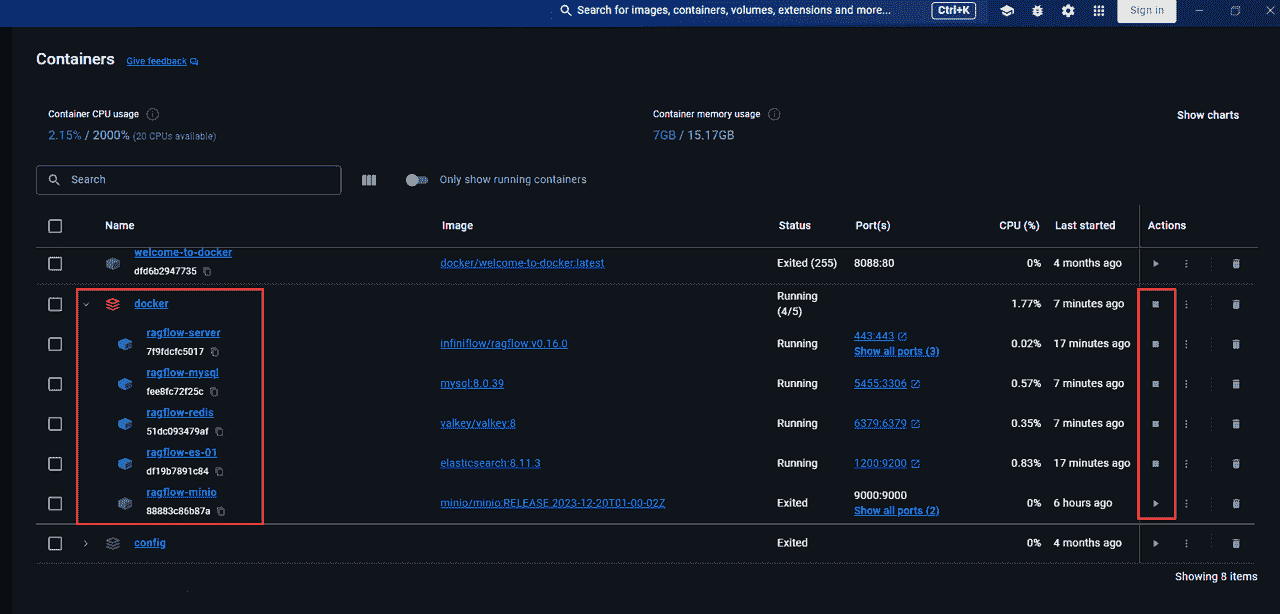 Search for images, containers, volumes, extensions and more... Ctrl+K Sign in
Containers Give feedback
Container CPU usage Container memory usage
2.15% / 2000% (20 CPUs available) 7GB / 15.17GB Show charts
Search Only show running containers
Name Image Status Port(s) CPU (%) Last started Actions
welcome-to-docker
dfd6b2947735 docker/welcome-to-docker:latest Exited (255) 8088:80 0% 4 months ago
docker Running (4/5) 1.77% 7 minutes ago
ragflow-server
7f9fdcfc5017 infiniflow/ragflow:v0.16.0 Running 443:443 0.02% 17 minutes ago
Show all ports (3)
ragflow-mysql
fee8fc72f25c mysql:8.0.39 Running 5455:3306 0.57% 7 minutes ago
ragflow-redis
51dc093479af valkey/valkey:8 Running 6379:6379 0.35% 7 minutes ago
ragflow-es-01
df19b7891c84 elasticsearch:8.11.3 Running 1200:9200 0.83% 17 minutes ago
ragflow-minio
88883c86b87a minio/minio:RELEASE.2023-12-20T01-00-02Z Exited 9000:9000 0% 6 hours ago
Show all ports (2)
config Exited 0% 4 months ago
Showing 8 items